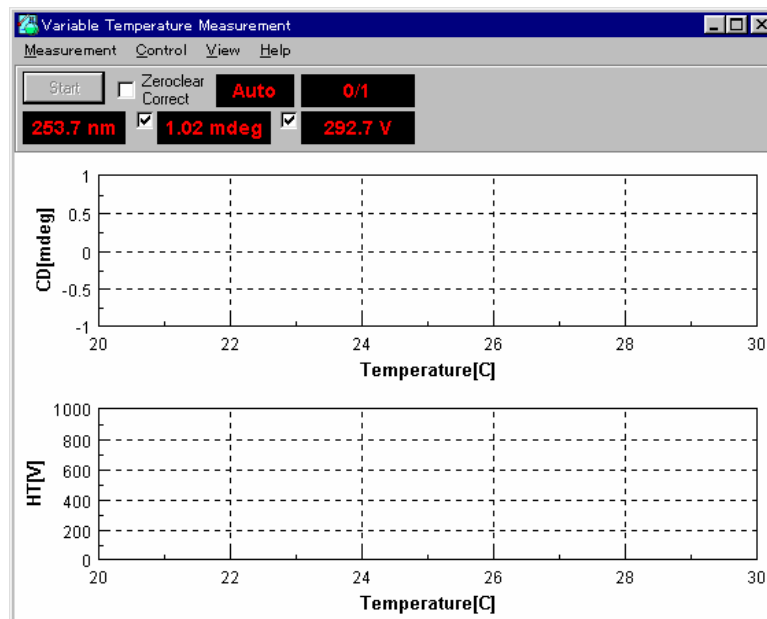 Variable Temperature Measurement
Measurement Control View Help
Start
Zeroclear
Correct
Auto
0/1
253.7 nm
1.02 mdeg
292.7 V
1
0.5
0
-0.5
-1
CD[mdeg]
20 22 24 26 28 30
Temperature[C]
1000
800
600
400
200
0
HT[V]
20 22 24 26 28 30
Temperature[C]